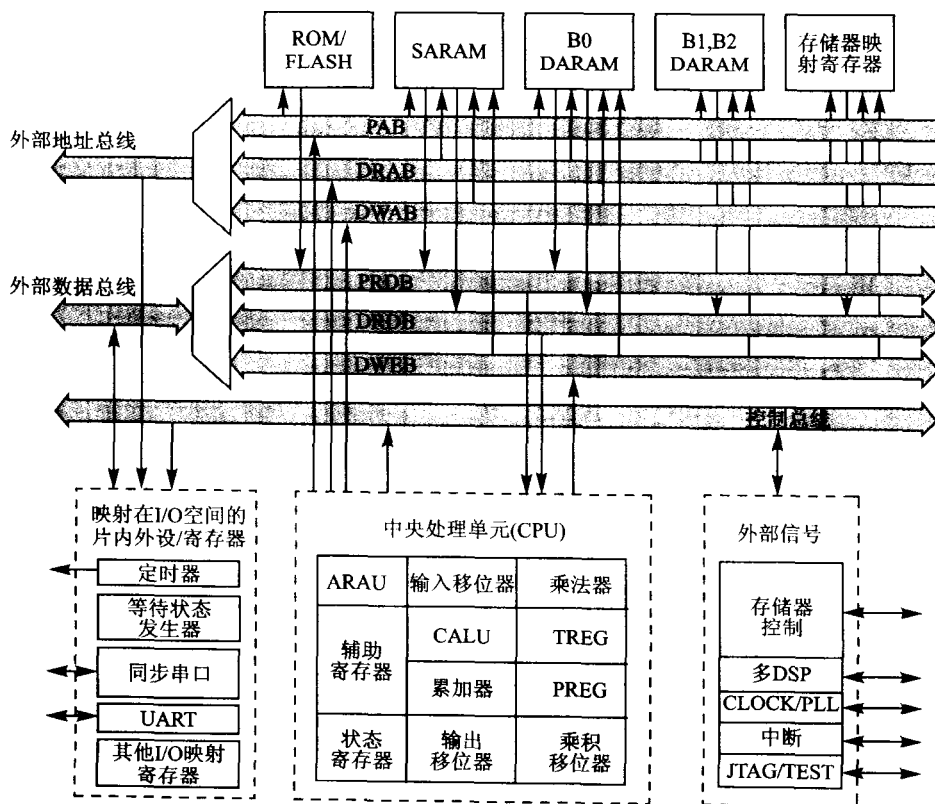 ROM/
FLASH
SARAM
B0
DARAM
B1,B2
DARAM
存储器映
射寄存器
外部地址总线
PAB
DRAB
DWAB
外部数据总线
PRDB
DRDB
DWEB
控制总线
映射在I/O空间的
片内外设/寄存器
定时器
等待状态
发生器
同步串口
UART
其他I/O映射
寄存器
中央处理单元(CPU)
ARAU
输入移位器
乘法器
辅助
寄存器
CALU
TREG
累加器
PREG
状态
寄存器
输出
移位器
乘积
移位器
外部信号
存储器
控制
多DSP
CLOCK/PLL
中断
JTAG/TEST